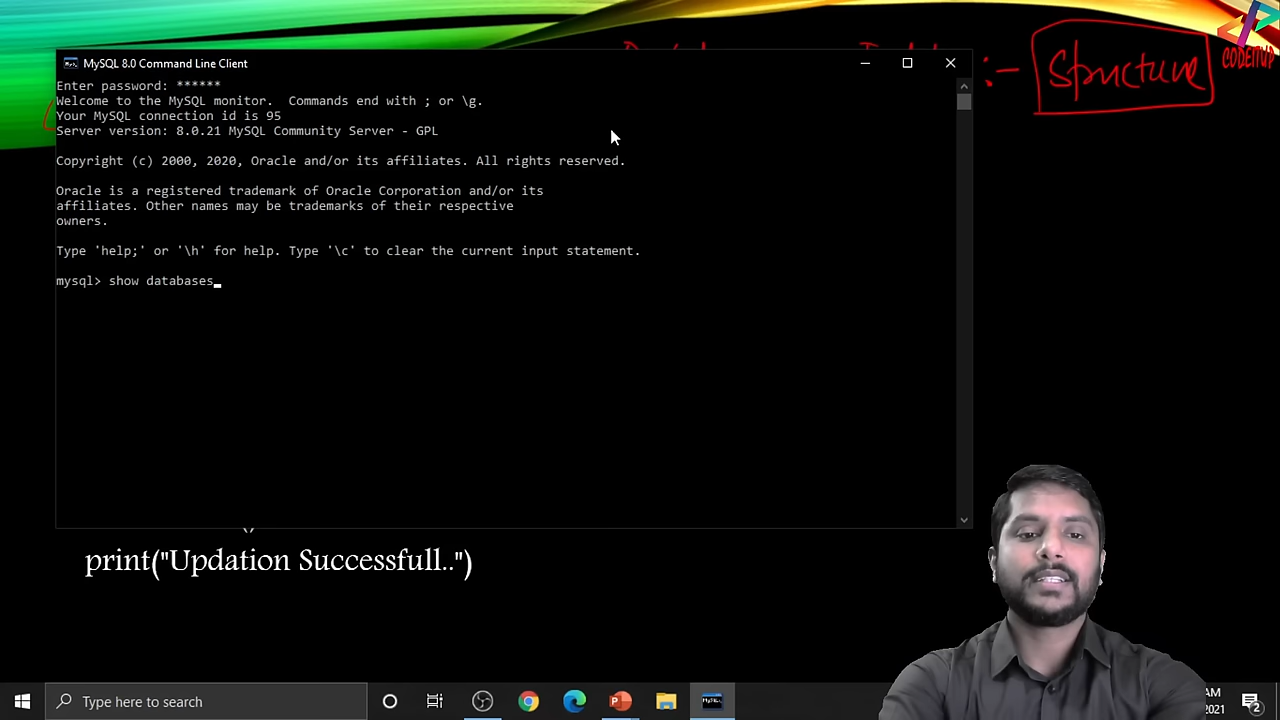 :- Structure
CODEITUP
MySQL 8.0 Command Line Client
Enter password: ******
Welcome to the MySQL monitor.  Commands end with ; or \g.
Your MySQL connection id is 95
Server version: 8.0.21 MySQL Community Server - GPL
Copyright (c) 2000, 2020, Oracle and/or its affiliates. All rights reserved.
Oracle is a registered trademark of Oracle Corporation and/or its
affiliates. Other names may be trademarks of their respective
owners.
Type 'help;' or '\h' for help. Type '\c' to clear the current input statement.
mysql> show databases
print("Updation Successfull..")
Type here to search
AM
2021
2